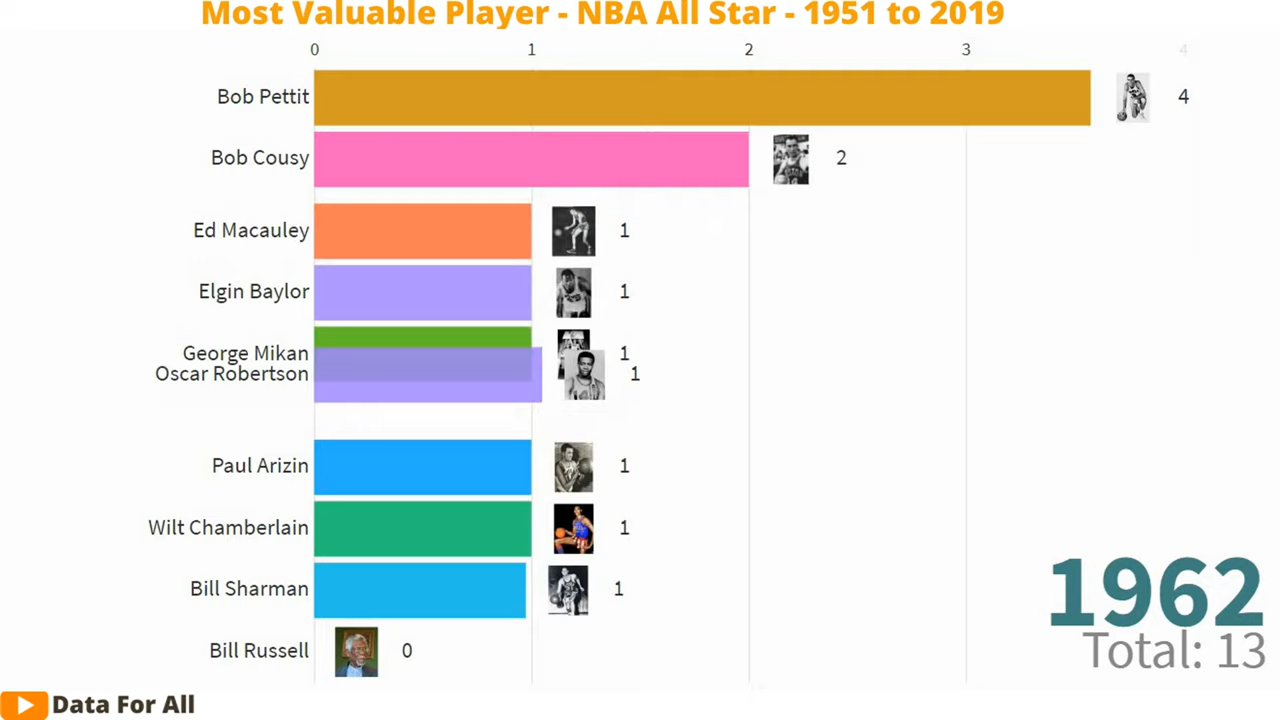 Most Valuable Player - NBA All Star - 1951 to 2019
0 1 2 3 4
Bob Pettit 4
Bob Cousy 2
Ed Macauley 1
Elgin Baylor 1
George Mikan 1
Oscar Robertson 1
Paul Arizin 1
Wilt Chamberlain 1
Bill Sharman 1
Bill Russell 0
1962
Total: 13
Data For All